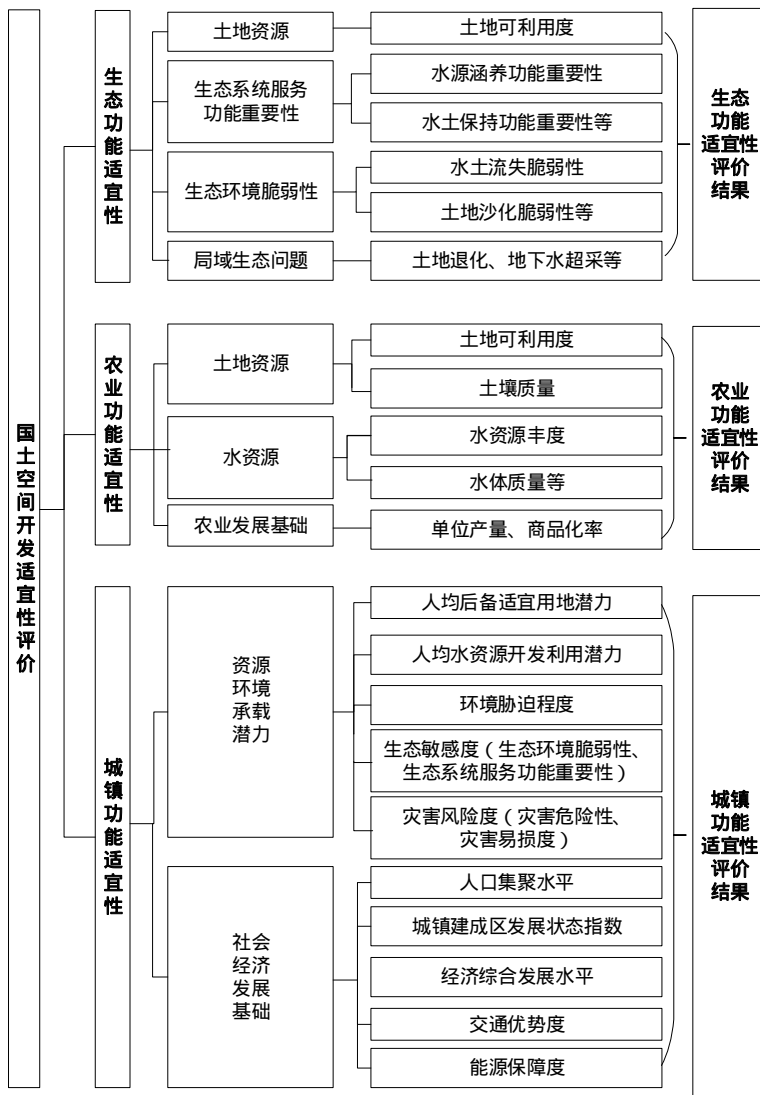 国土空间开发适宜性评价
生态功能适宜性
土地资源
土地可利用度
生态系统服务
功能重要性
水源涵养功能重要性
水土保持功能重要性等
生态环境脆弱性
水土流失脆弱性
土地沙化脆弱性等
局域生态问题
土地退化、地下水超采等
生态
功能
适宜性
评价
结果
农业功能适宜性
土地资源
土地可利用度
土壤质量
水资源
水资源丰度
水体质量等
农业发展基础
单位产量、商品化率
农业
功能
适宜性
评价
结果
城镇功能适宜性
资源
环境
承载
潜力
人均后备适宜用地潜力
人均水资源开发利用潜力
环境胁迫程度
生态敏感度（生态环境脆弱性、
生态系统服务功能重要性）
灾害风险度（灾害危险性、
灾害易损度）
社会
经济
发展
基础
人口集聚水平
城镇建成区发展状态指数
经济综合发展水平
交通优势度
能源保障度
城镇
功能
适宜性
评价
结果